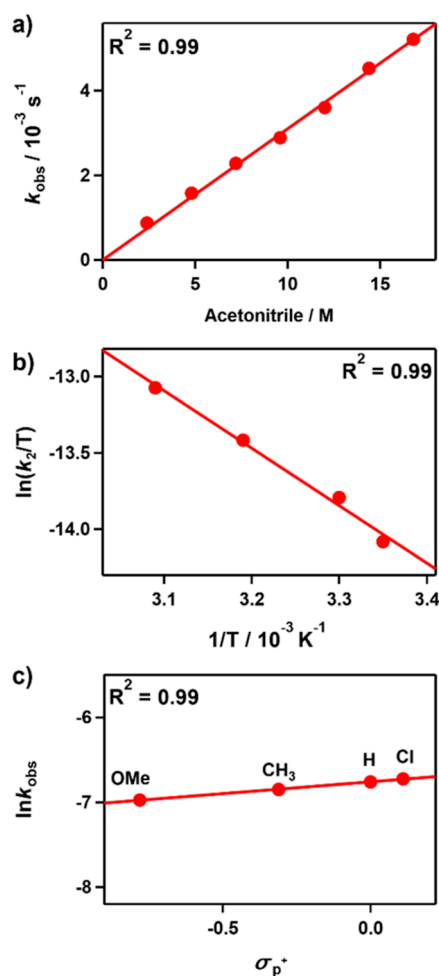 a)
R² = 0.99
k_obs / 10⁻³ s⁻¹
4
2
0
0
5
10
15
Acetonitrile / M
b)
R² = 0.99
ln(k₂/T)
-13.0
-13.5
-14.0
3.1
3.2
3.3
3.4
1/T / 10⁻³ K⁻¹
c)
R² = 0.99
lnk_obs
-6
-7
-8
OMe
CH₃
H
Cl
-0.5
0.0
σ_p⁺